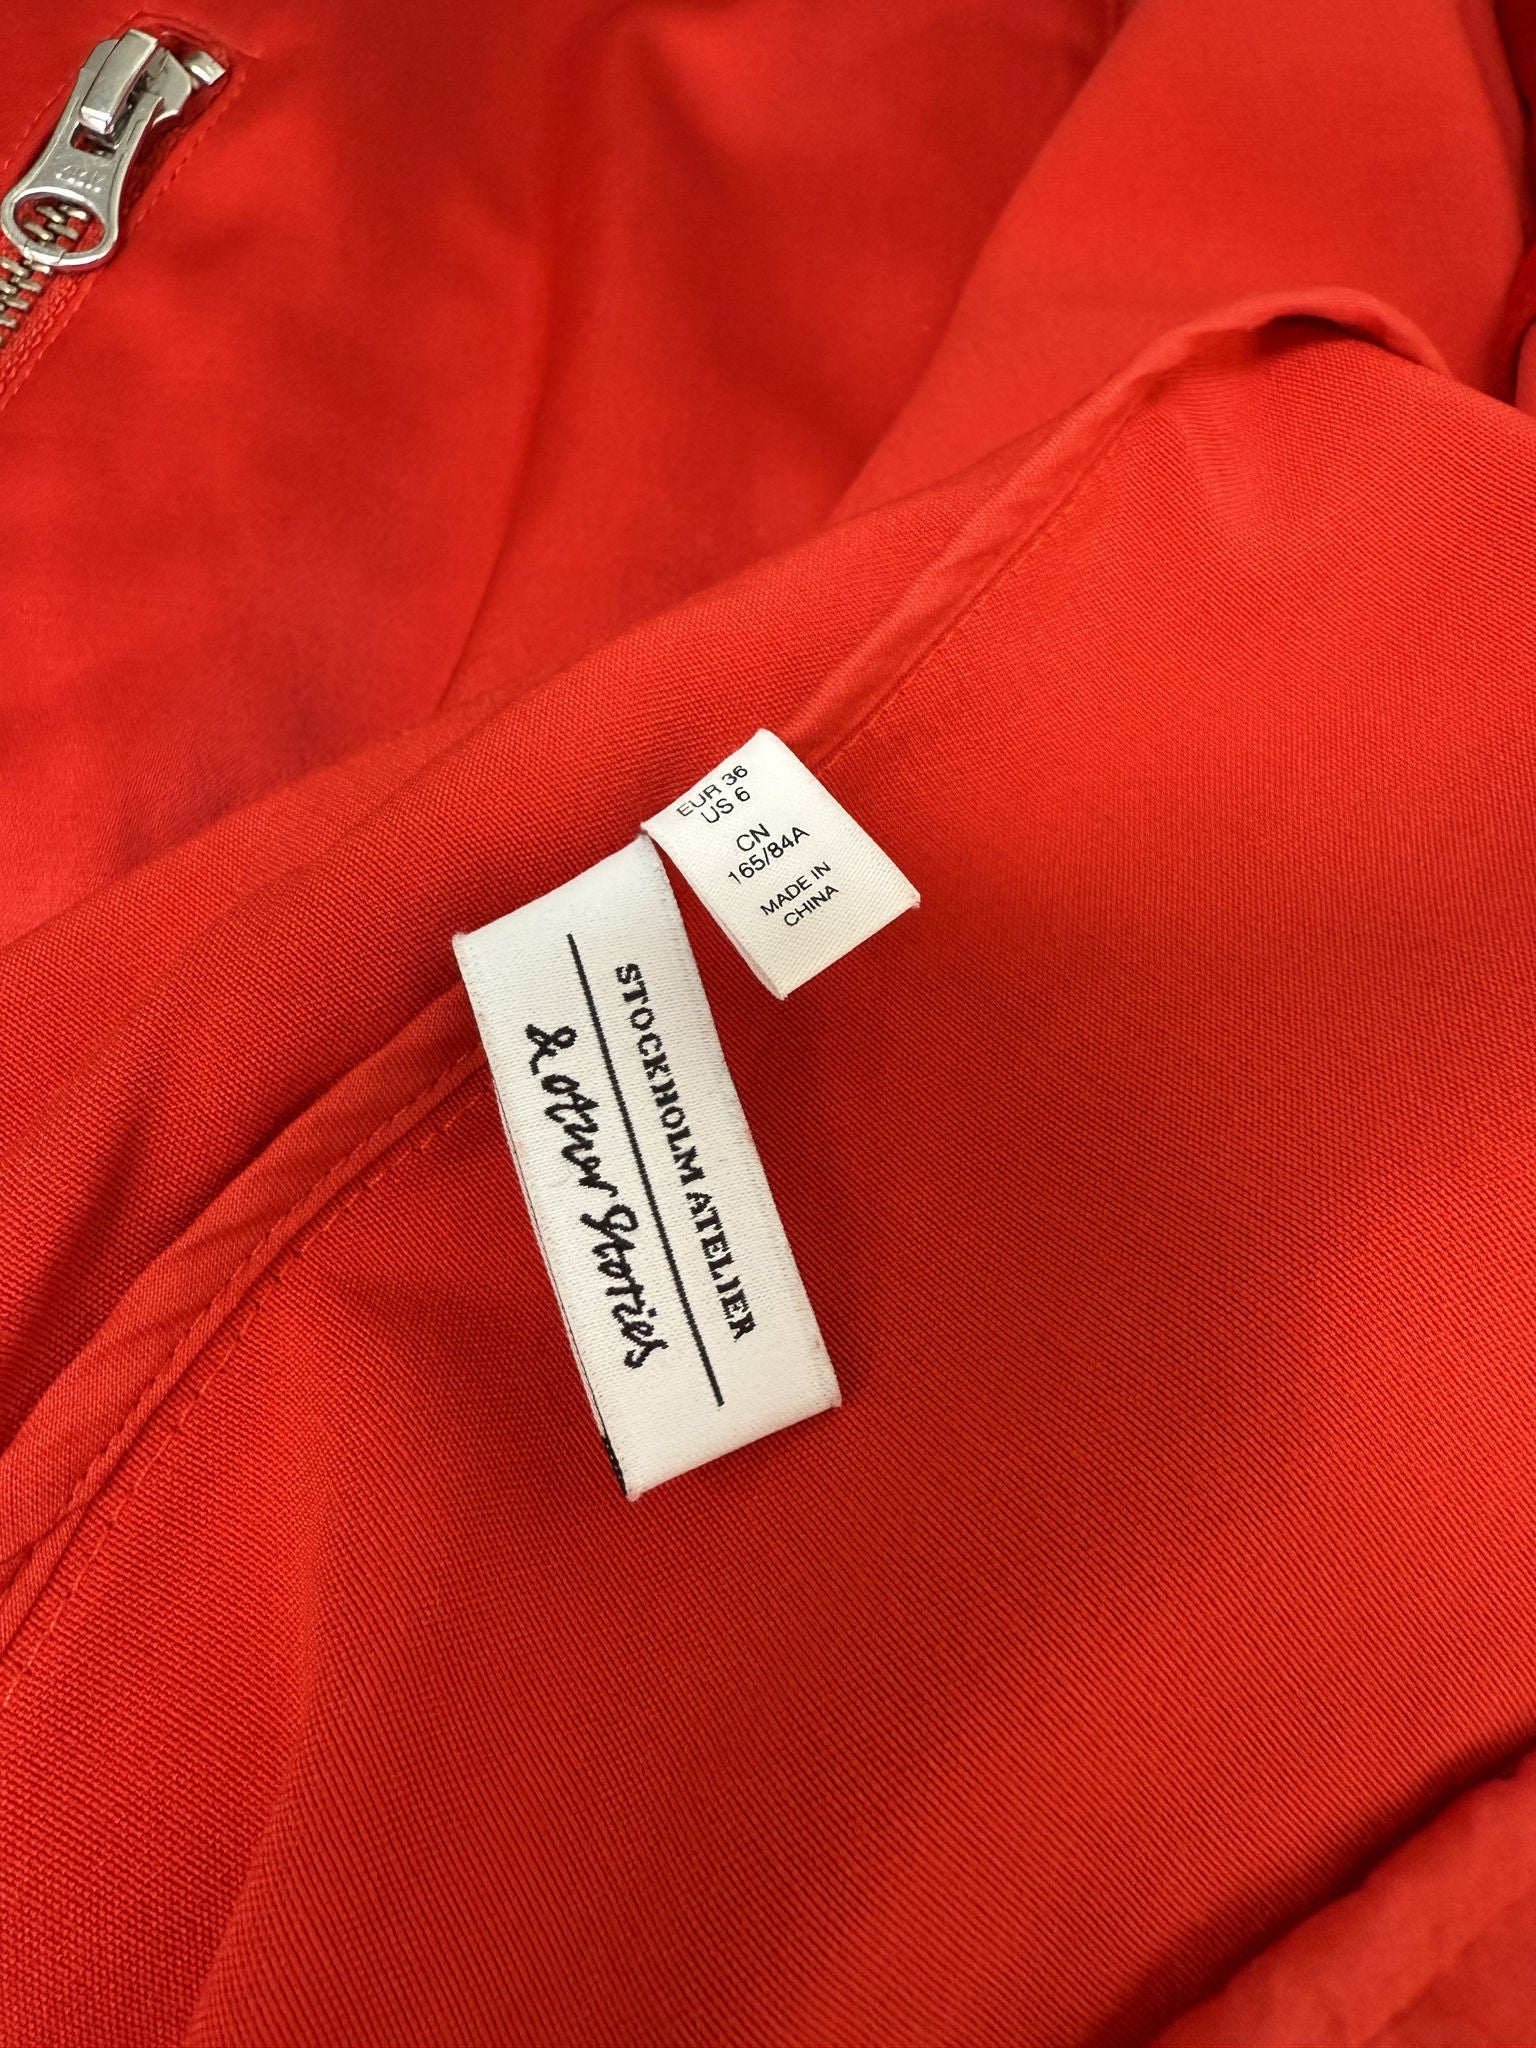 EUR 36
US 6
CN
165/84A
MADE IN
CHINA
STOCKHOLM ATELIER
& other Stories